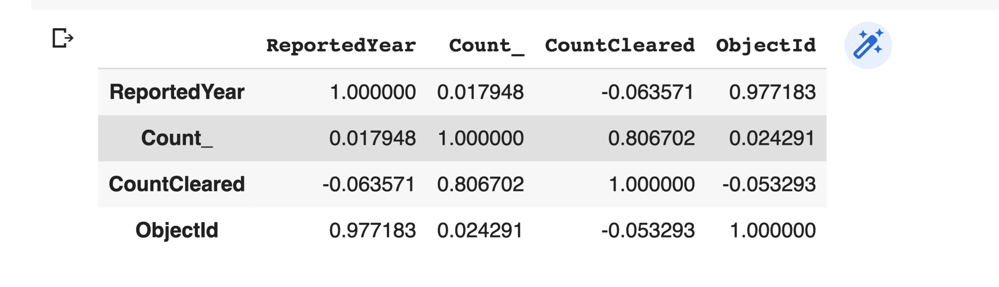 ReportedYear Count_ CountCleared ObjectId
ReportedYear 1.000000 0.017948 -0.063571 0.977183
Count_ 0.017948 1.000000 0.806702 0.024291
CountCleared -0.063571 0.806702 1.000000 -0.053293
ObjectId 0.977183 0.024291 -0.053293 1.000000